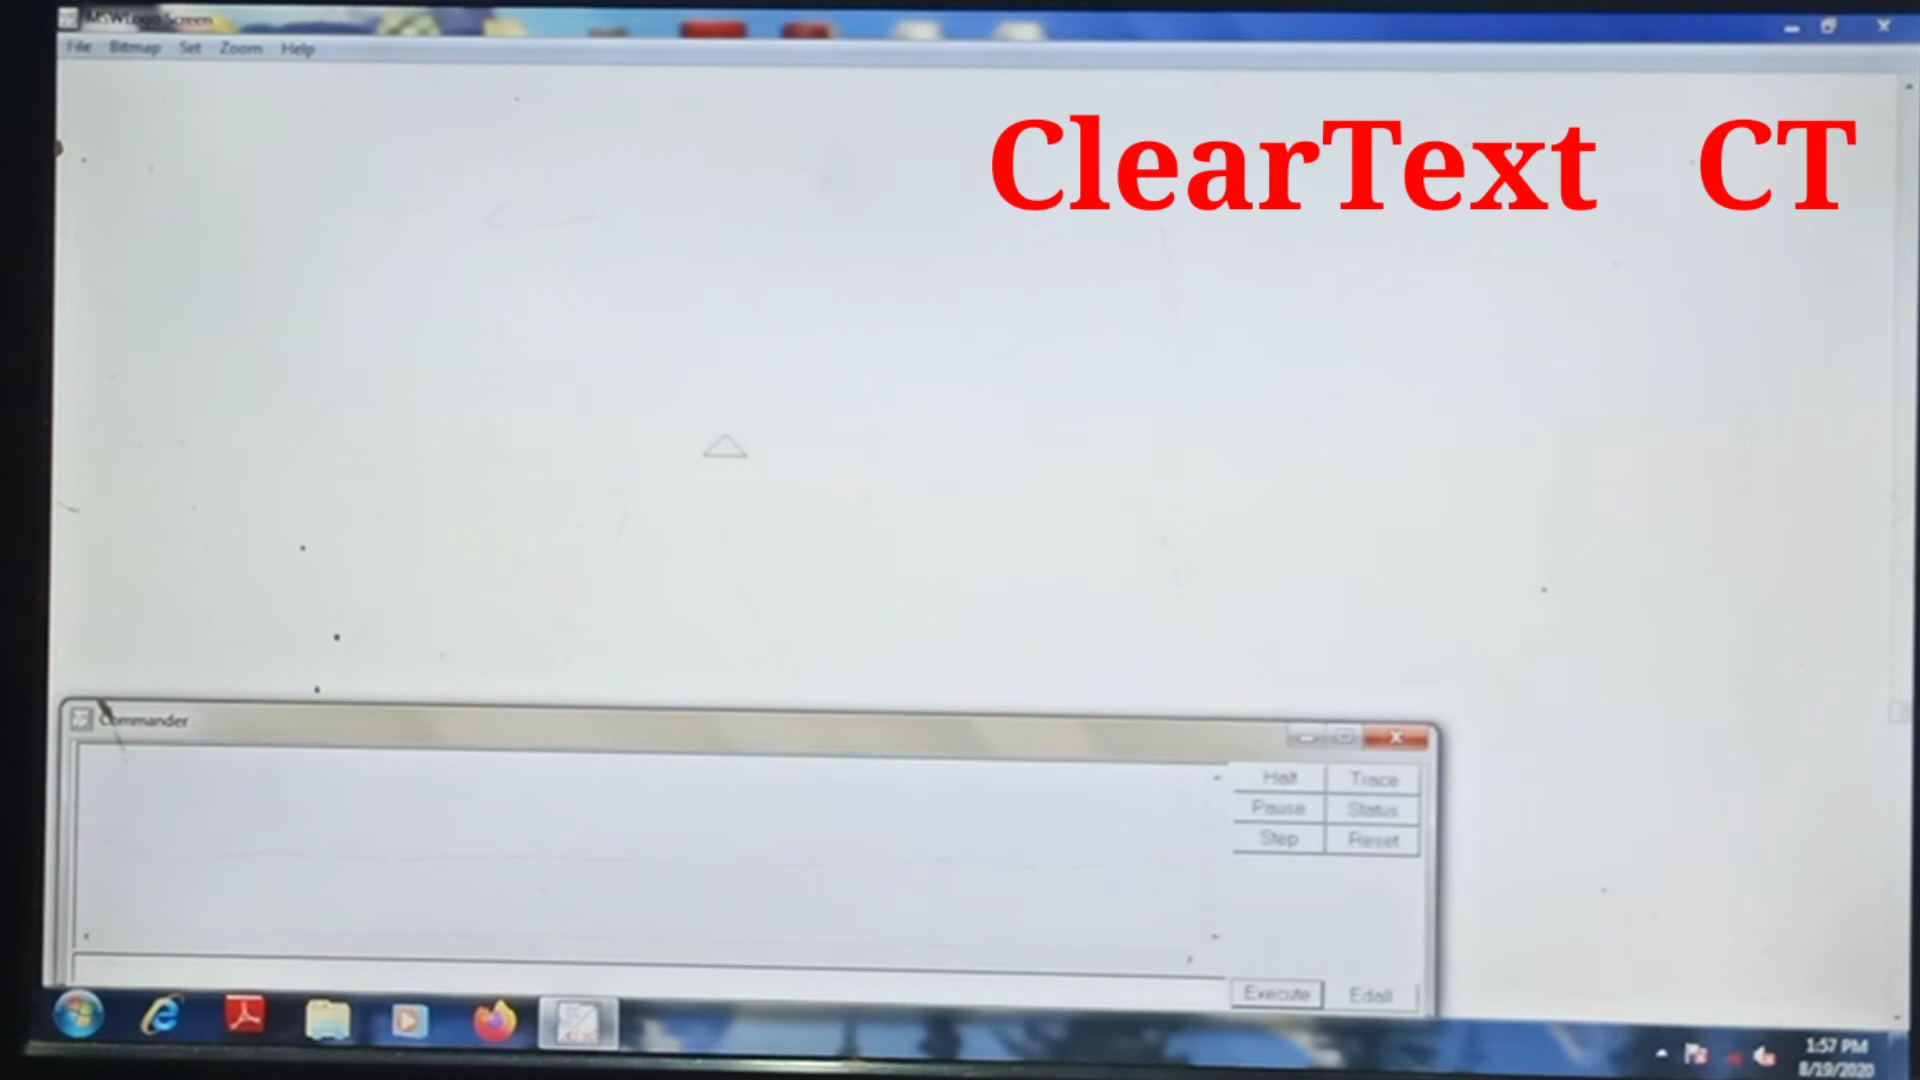 MSWLogo Screen
File Bitmap Set Zoom Help
ClearText CT
Commander
Halt Trace
Pause Status
Step Reset
Execute Edall
1:57 PM
8/19/2020